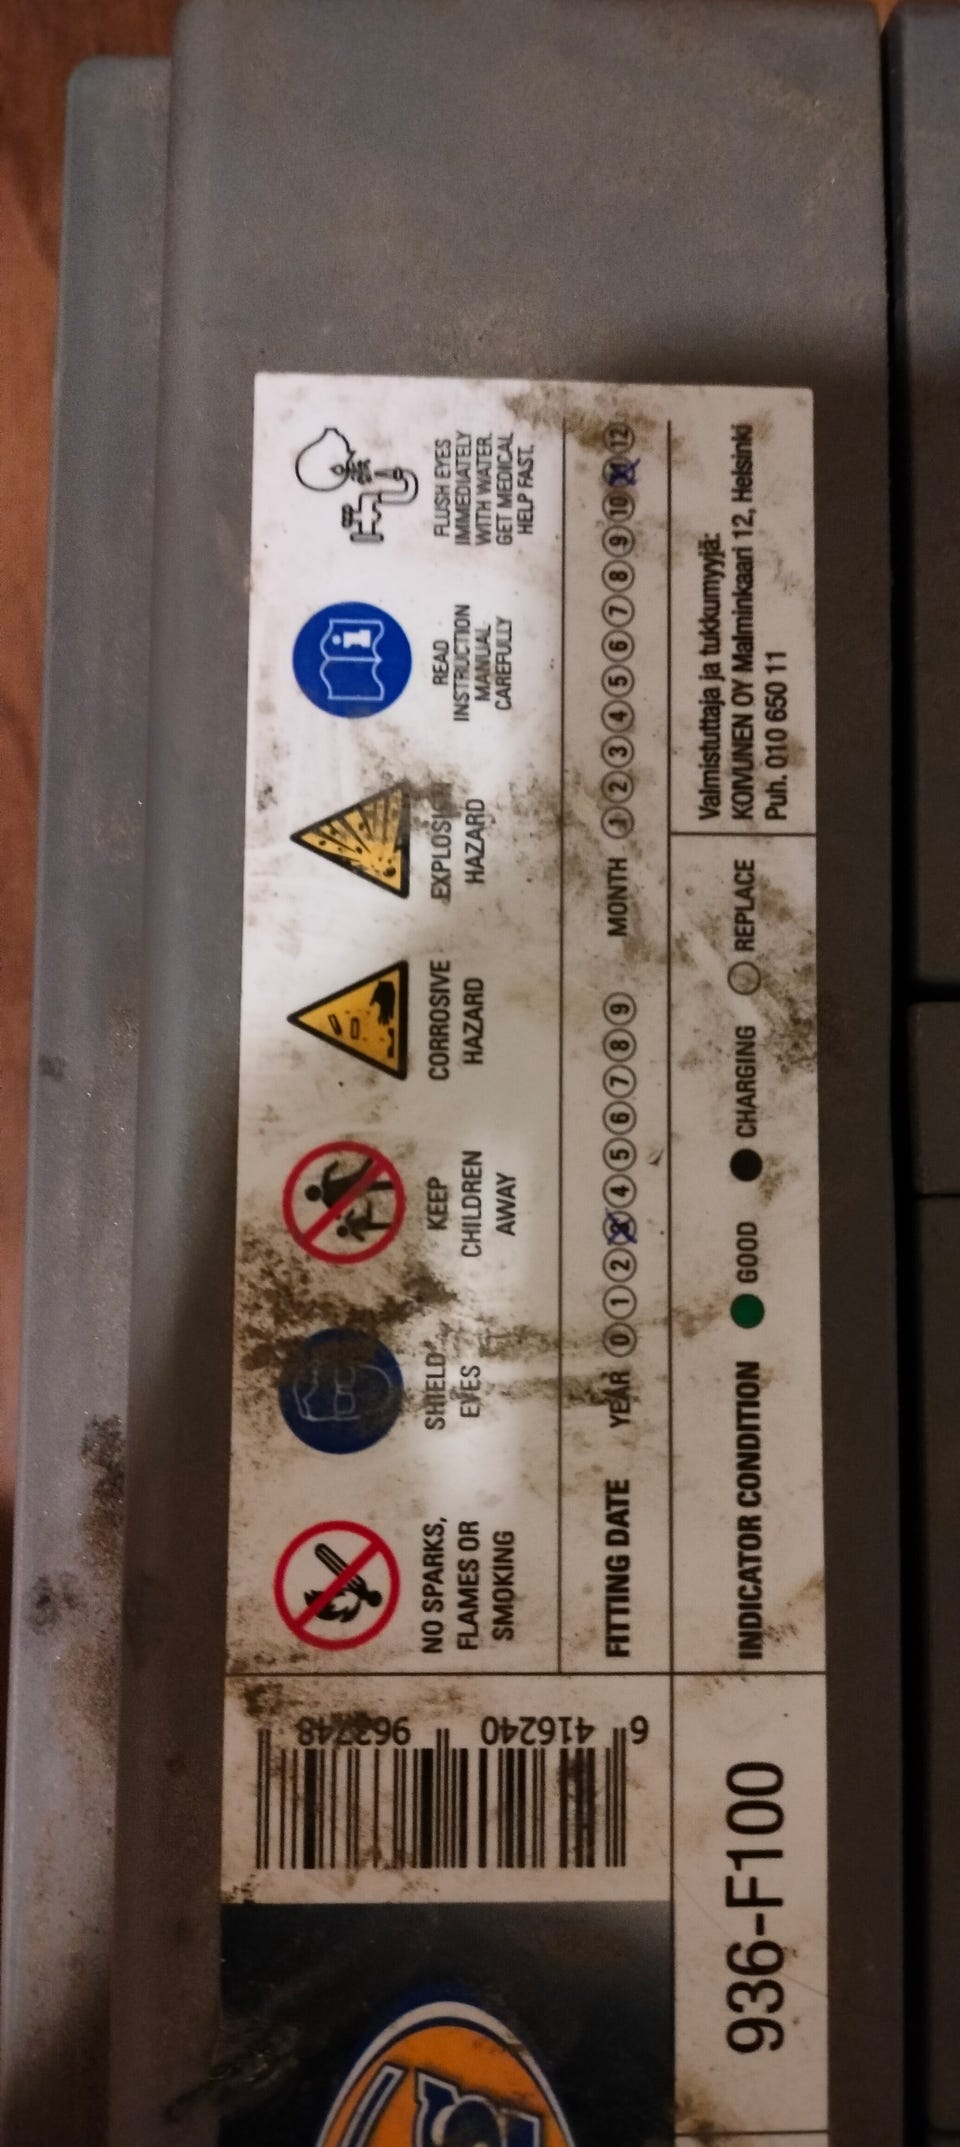 6 416240 963748
NO SPARKS,
FLAMES OR
SMOKING
SHIELD
EYES
KEEP
CHILDREN
AWAY
CORROSIVE
HAZARD
HAZARD
READ
INSTRUCTION
MANUAL
CAREFULLY
FLUSH EYES
IMMEDIATELY
WITH WATER.
GET MEDICAL
HELP FAST.
FITTING DATE YEAR 0 1 2 3 4 5 6 7 8 9 MONTH 1 2 3 4 5 6 7 8 9 10 11 12
936-F100
INDICATOR CONDITION GOOD CHARGING REPLACE
Valmistuttaja ja tukkumyyjä:
KOIVUNEN OY Malminkaari 12, Helsinki
Puh. 010 650 11